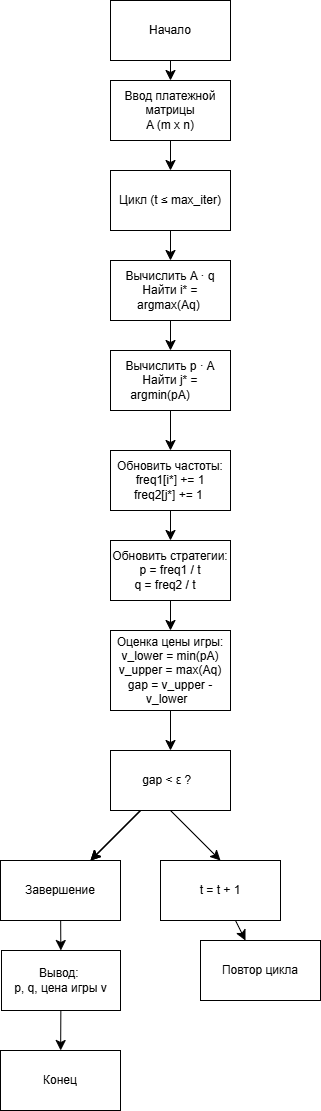 Начало
Ввод платежной
матрицы
A (m x n)
Цикл (t ≤ max_iter)
Вычислить A · q
Найти i* =
argmax(Aq)
Вычислить p · A
Найти j* =
argmin(pA)
Обновить частоты:
freq1[i*] += 1
freq2[j*] += 1
Обновить стратегии:
p = freq1 / t
q = freq2 / t
Оценка цены игры:
v_lower = min(pA)
v_upper = max(Aq)
gap = v_upper -
v_lower
gap < ε ?
Завершение
t = t + 1
Вывод:
p, q, цена игры v
Повтор цикла
Конец